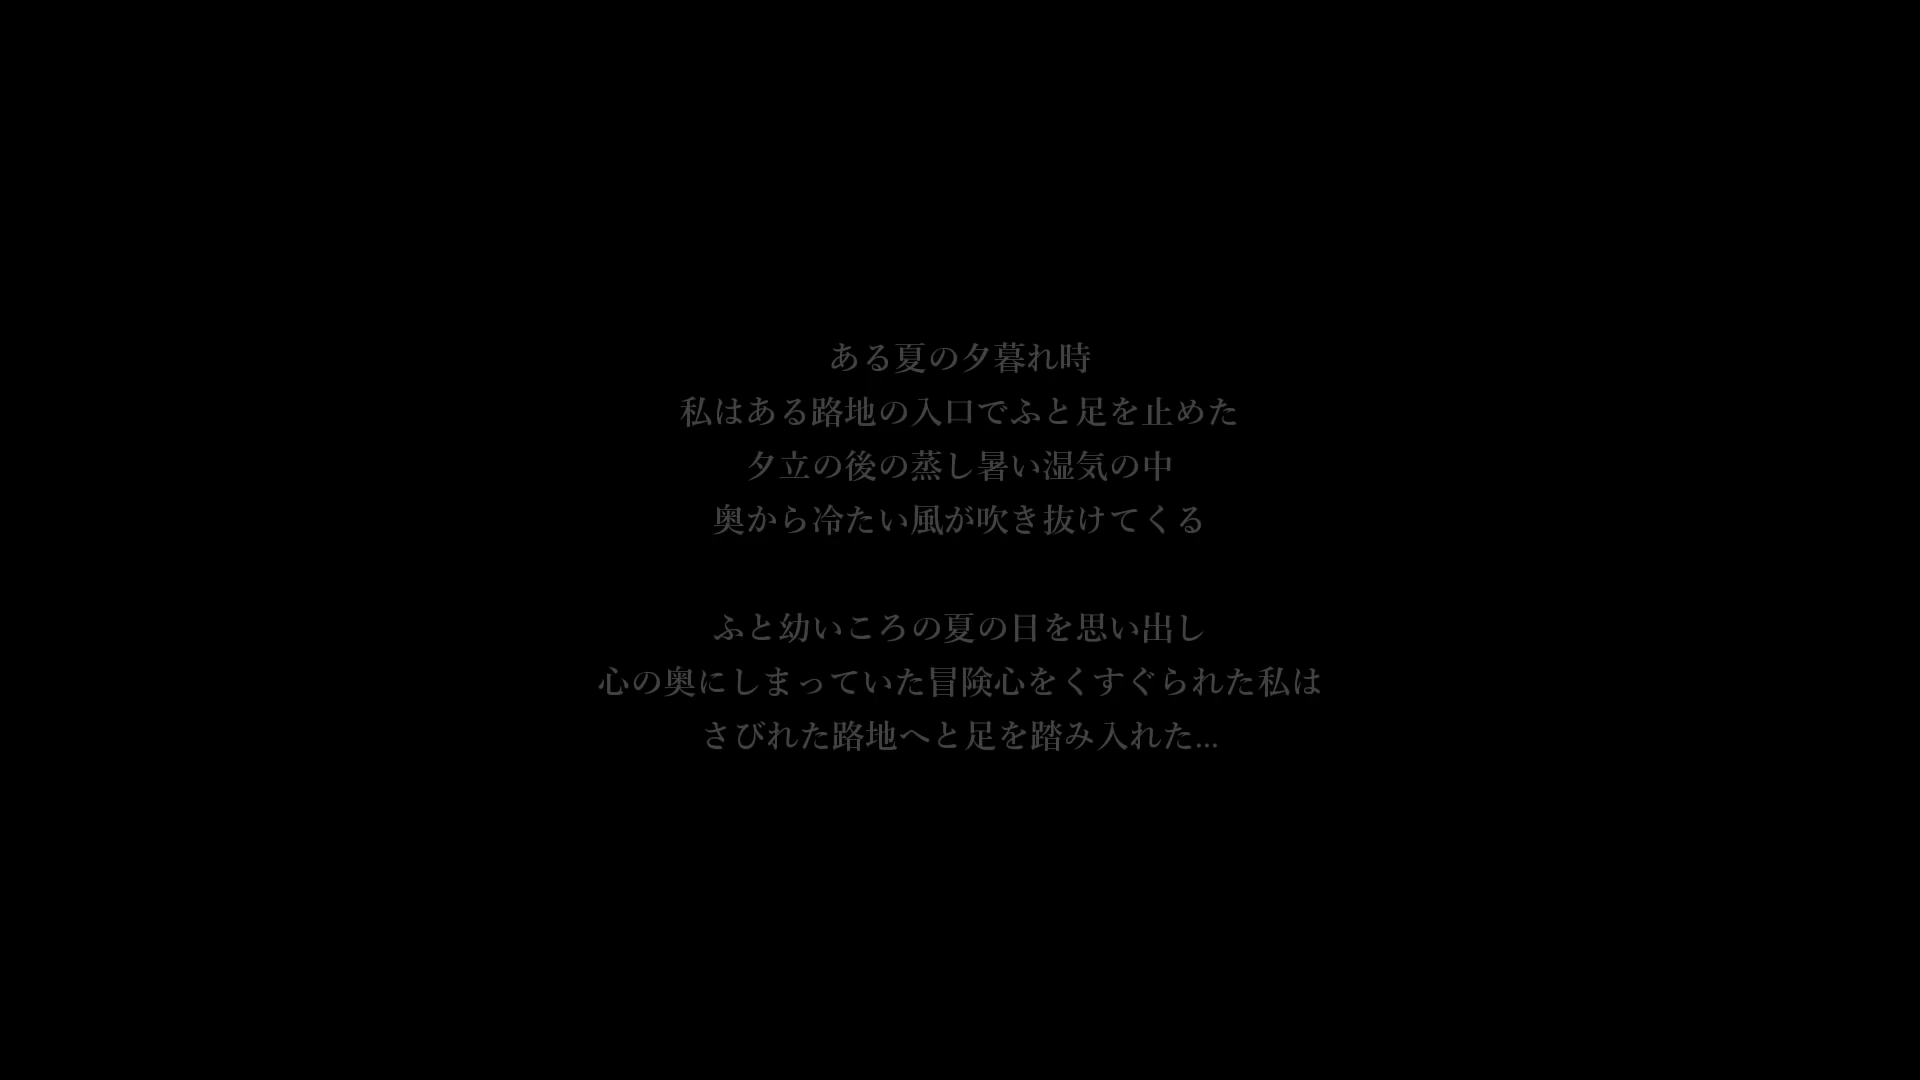 ある夏の夕暮れ時
私はある路地の入口でふと足を止めた
夕立の後の蒸し暑い湿気の中
奥から冷たい風が吹き抜けてくる
ふと幼いころの夏の日を思い出し
心の奥にしまっていた冒険心をくすぐられた私は
さびれた路地へと足を踏み入れた...